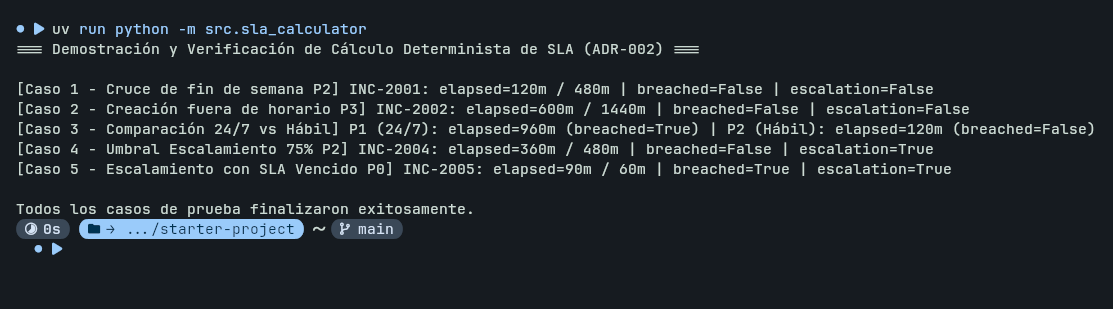 uv run python -m src.sla_calculator
=== Demostración y Verificación de Cálculo Determinista de SLA (ADR-002) ===
[Caso 1 - Cruce de fin de semana P2] INC-2001: elapsed=120m / 480m | breached=False | escalation=False
[Caso 2 - Creación fuera de horario P3] INC-2002: elapsed=600m / 1440m | breached=False | escalation=False
[Caso 3 - Comparación 24/7 vs Hábil] P1 (24/7): elapsed=960m (breached=True) | P2 (Hábil): elapsed=120m (breached=False)
[Caso 4 - Umbral Escalamiento 75% P2] INC-2004: elapsed=360m / 480m | breached=False | escalation=True
[Caso 5 - Escalamiento con SLA Vencido P0] INC-2005: elapsed=90m / 60m | breached=True | escalation=True
Todos los casos de prueba finalizaron exitosamente.
0s → .../starter-project ~ main